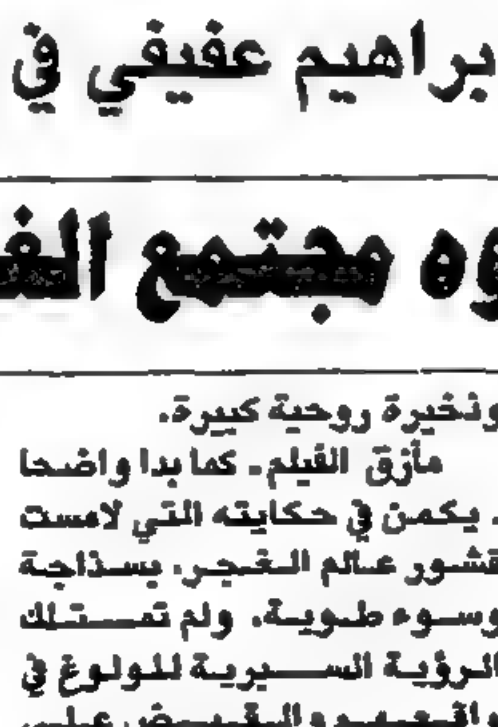 براهيم عفيفي في
وه مجتمع الغ
وذخيرة روحية كبيرة.
مأزق الفيلم. كما بدا واضحا
. يكمن في حكايته التي لامست
قشور عالم الغجر. بسذاجة
وسوء طوية. ولم تمتلك
الرؤية السيرية للولوغ في